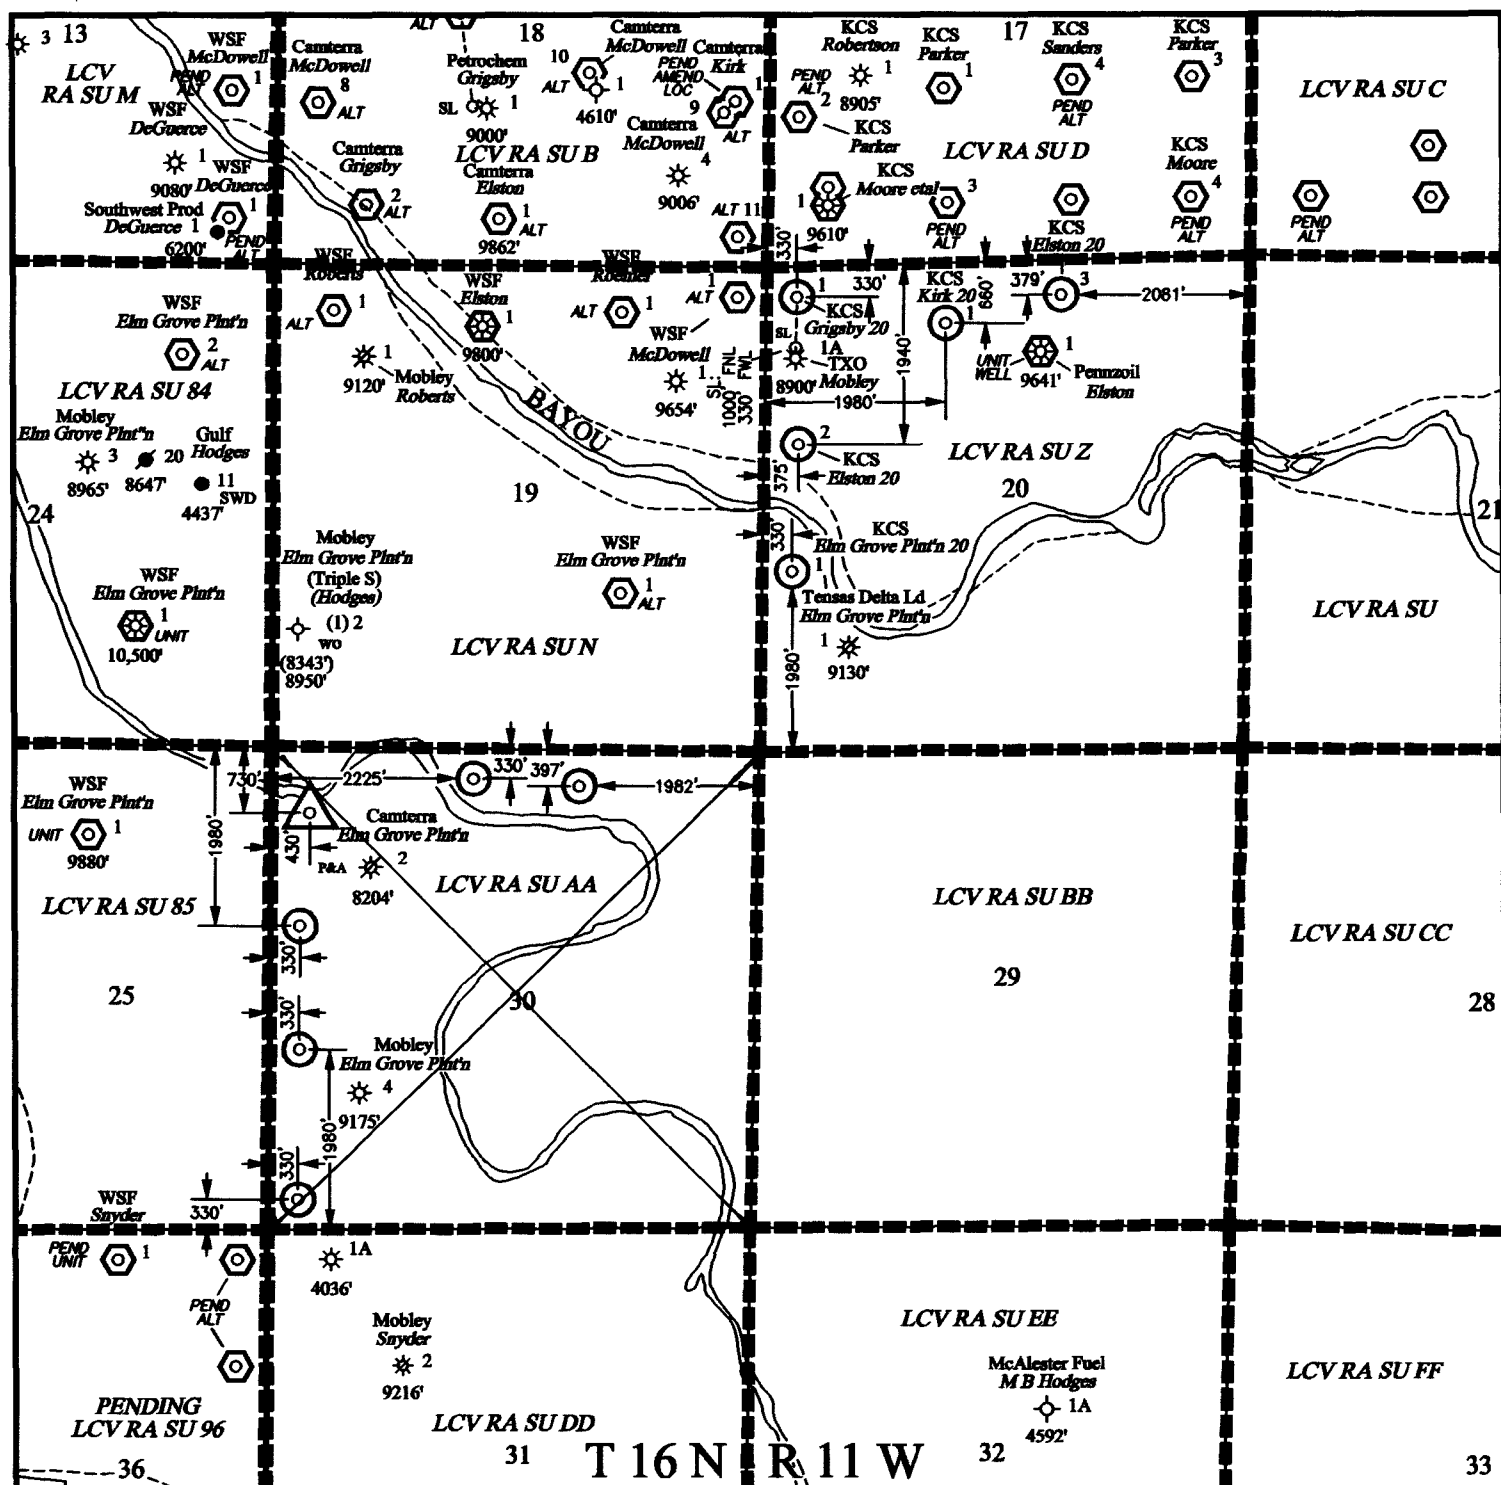 3
13
LCV
RA SU M
WSF
McDowell
PEND
ALT
1
WSF
DeGuerce
1
9080'
WSF
DeGuerce
1
PEND
ALT
Southwest Prod
DeGuerce
1
6200'
18
ALT
Camterra
McDowell
8
ALT
Petrochem
Grigsby
SL
1
9000'
LCV RA SU B
10
ALT
Camterra
McDowell
1
4610'
PEND
AMEND
LOC
Camterra
Kirk
1
9
ALT
Camterra
McDowell
4
9006'
Camterra
Grigsby
2
ALT
Camterra
Elston
1
ALT
9862'
ALT 11
17
KCS
Robertson
1
8905'
PEND
ALT
2
KCS
Parker
KCS
Parker
1
KCS
Sanders
4
PEND
ALT
KCS
Parker
3
LCV RA SU D
KCS
Moore etal
1
9610'
3
PEND
ALT
KCS
Moore
4
PEND
ALT
LCV RA SU C
PEND
ALT
330'
WSF
Elm Grove Plnt'n
2
ALT
LCV RA SU 84
Mobley
Elm Grove Plnt'n
3
8965'
20
8647'
Gulf
Hodges
11
SWD
4437'
24
WSF
Elm Grove Plnt'n
1
UNIT
10,500'
WSF
Roberts
1
ALT
1
9120'
Mobley
Roberts
WSF
Elston
1
9800'
WSF
Roemer
1
ALT
1
ALT
WSF
McDowell
1
9654'
BAYOU
19
SL:
1000' FNL
330' FWL
Mobley
Elm Grove Plnt'n
(Triple S)
(Hodges)
(1) 2
wo
(8343')
8950'
WSF
Elm Grove Plnt'n
1
ALT
LCV RA SU N
1
330'
KCS
Grigsby 20
SL
1A
TXO
Mobley
8900'
1940'
1980'
KCS
Kirk 20
1
660'
379'
KCS
Elston 20
3
2081'
UNIT
WELL
1
9641'
Pennzoil
Elston
2
KCS
Elston 20
375'
LCV RA SU Z
20
21
330'
KCS
Elm Grove Plnt'n 20
1
Tensas Delta Ld
Elm Grove Plnt'n
1
9130'
1980'
LCV RA SU
WSF
Elm Grove Plnt'n
UNIT
1
9880'
LCV RA SU 85
25
1980'
730'
2225'
330'
397'
1982'
430'
P&A
Camterra
Elm Grove Plnt'n
2
8204'
LCV RA SU AA
330'
30
330'
Mobley
Elm Grove Plnt'n
4
9175'
1980'
330'
330'
LCV RA SU BB
29
LCV RA SU CC
28
WSF
Snyder
PEND
UNIT
1
PEND
ALT
PENDING
LCV RA SU 96
36
1A
4036'
Mobley
Snyder
2
9216'
LCV RA SU DD
31
LCV RA SU EE
McAlester Fuel
M B Hodges
1A
4592'
32
LCV RA SU FF
33
T 16 N R 11 W